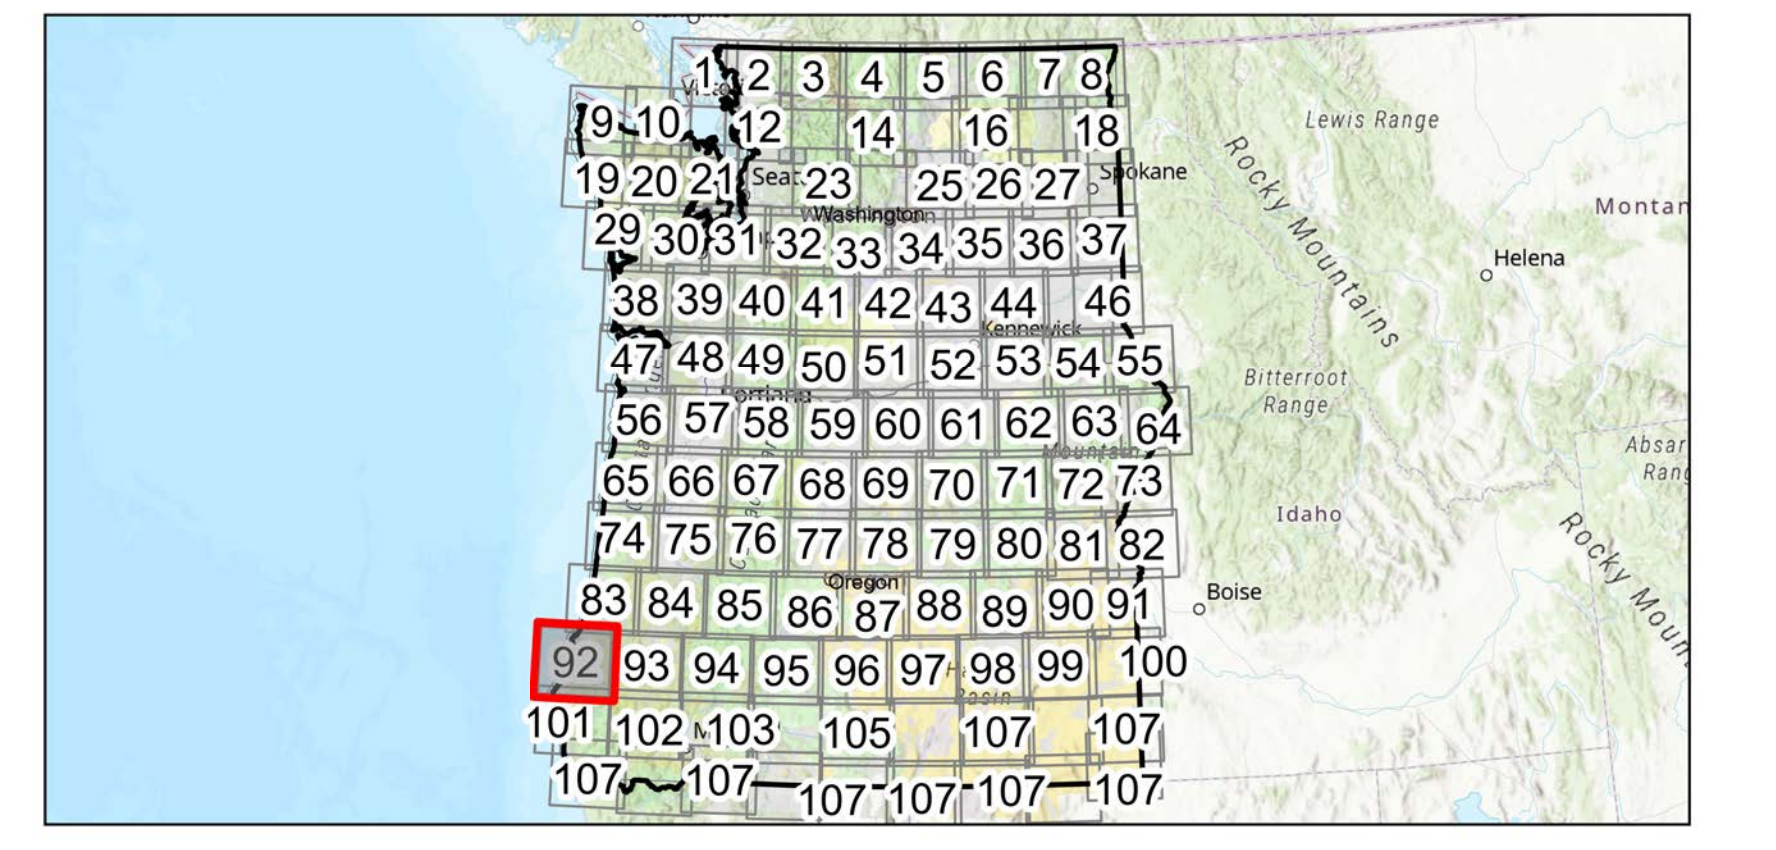 1 2 3 4 5 6 7 8
9 10 12 14 16 18
Lewis Range
19 20 21 23 25 26 27
Spokane
Rocky Mountains
Washington
29 30 31 32 33 34 35 36 37
Helena
38 39 40 41 42 43 44 46
Kennewick
47 48 49 50 51 52 53 54 55
Bitterroot
Range
Portland
56 57 58 59 60 61 62 63 64
Mountain
65 66 67 68 69 70 71 72 73
Idaho
74 75 76 77 78 79 80 81 82
Oregon
Boise
83 84 85 86 87 88 89 90 91
92 93 94 95 96 97 98 99 100
Basin
101 102 103 105 107 107
107 107 107 107 107 107